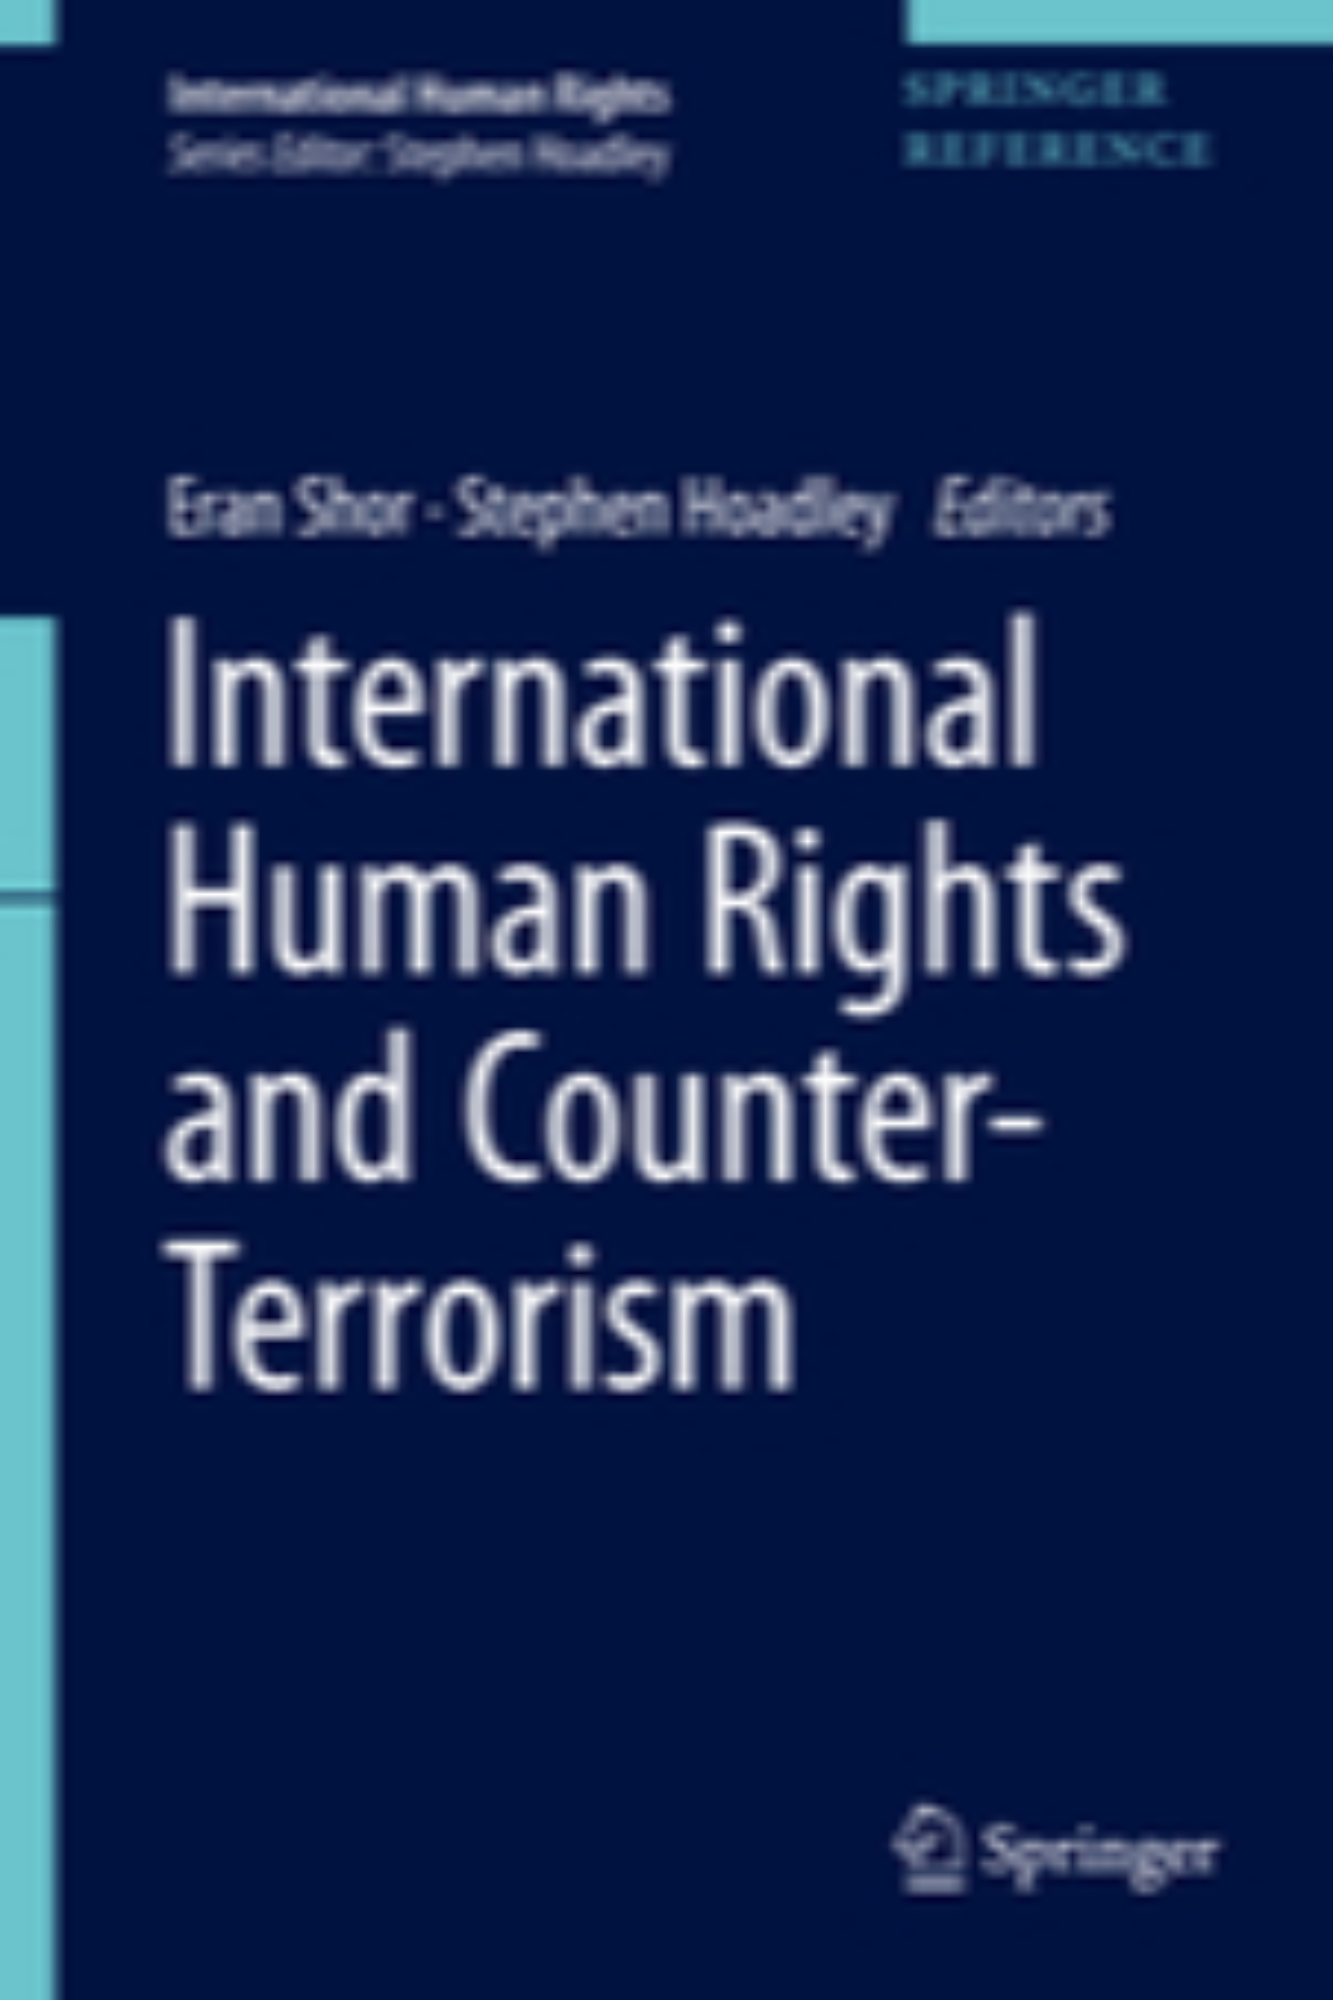 International Human Rights
Series Editor: Stephen Hoadley
SPRINGER
REFERENCE
Eran Shor · Stephen Hoadley Editors
International
Human Rights
and Counter-
Terrorism
Springer